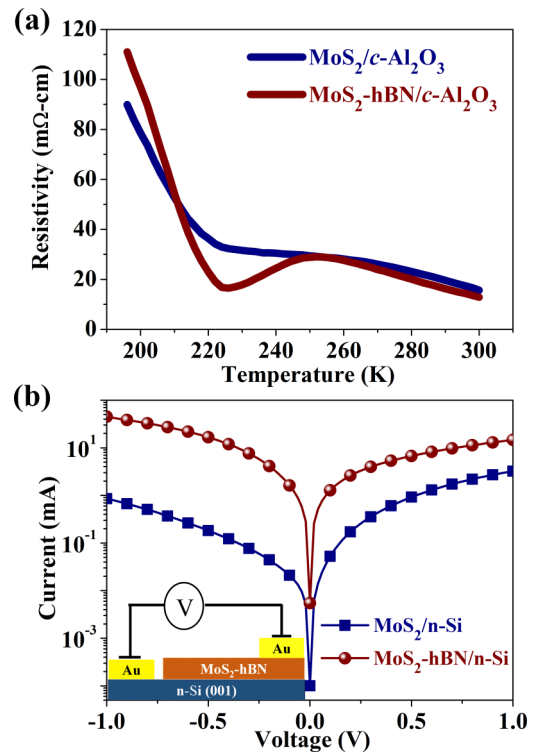 (a)
120
100
80
60
40
20
0
Resistivity (mΩ-cm)
MoS₂/c-Al₂O₃
MoS₂-hBN/c-Al₂O₃
200 220 240 260 280 300
Temperature (K)
(b)
10¹
10⁻¹
10⁻³
Current (mA)
V
Au
Au
MoS₂-hBN
n-Si (001)
MoS₂/n-Si
MoS₂-hBN/n-Si
-1.0 -0.5 0.0 0.5 1.0
Voltage (V)